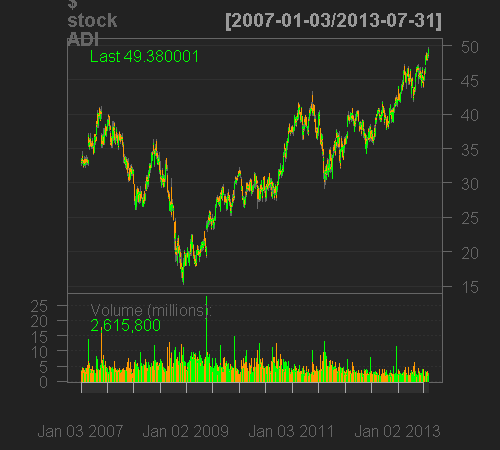 $
stock
ADI
[2007-01-03/2013-07-31]
Last 49.380001
50
45
40
35
30
25
20
15
Volume (millions):
2,615,800
25
20
15
10
5
0
Jan 03 2007
Jan 02 2009
Jan 03 2011
Jan 02 2013